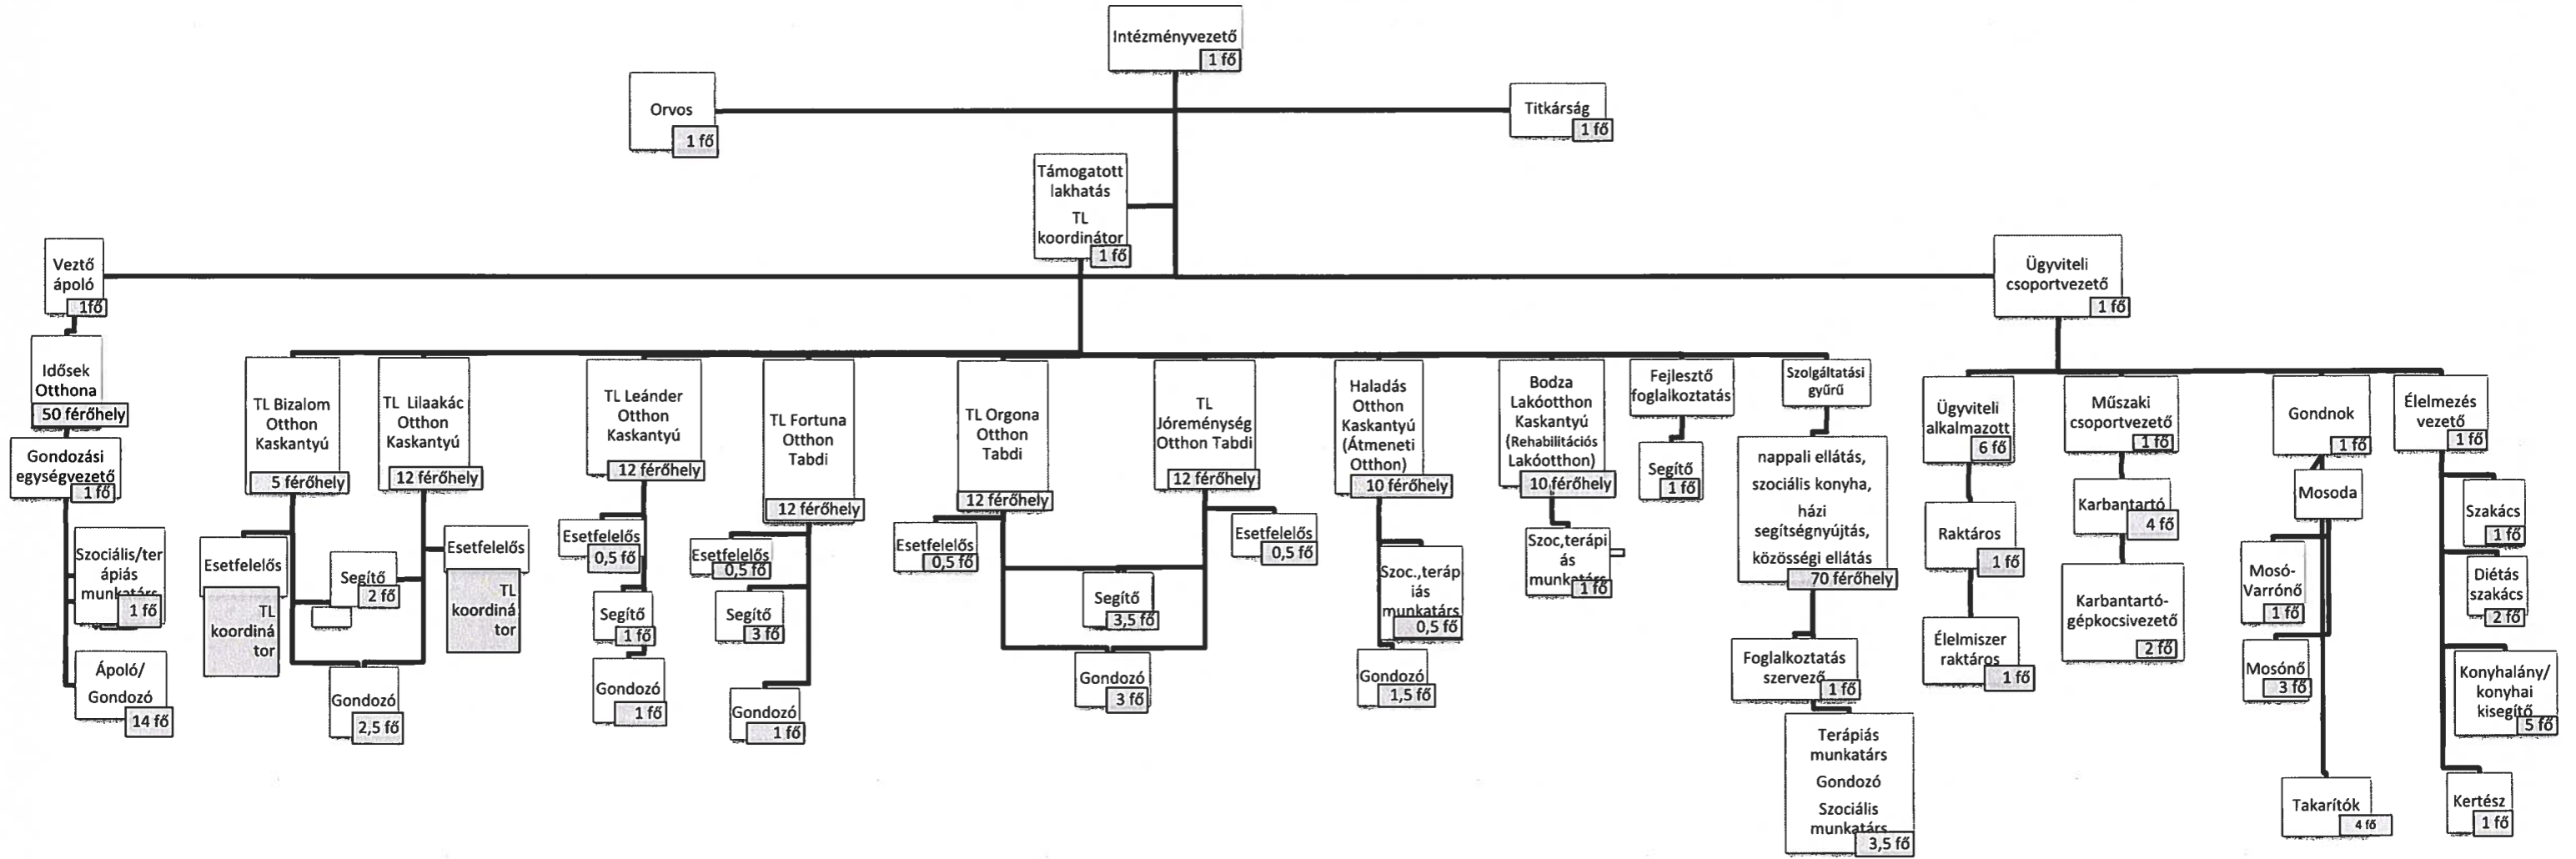 Intézményvezető
1 fő
Orvos
1 fő
Titkárság
1 fő
Támogatott
lakhatás
TL
koordinátor
1 fő
Veztő
ápoló
1fő
Ügyviteli
csoportvezető
1 fő
Idősek
Otthona
50 férőhely
Gondozási
egységvezető
1 fő
Szociális/ter
ápiás
munkatárs
1 fő
Ápoló/
Gondozó
14 fő
TL Bizalom
Otthon
Kaskantyú
5 férőhely
Esetfelelős
TL
koordiná
tor
TL Lilaakác
Otthon
Kaskantyú
12 férőhely
Esetfelelős
TL
koordiná
tor
Segítő
2 fő
Gondozó
2,5 fő
TL Leánder
Otthon
Kaskantyú
12 férőhely
Esetfelelős
0,5 fő
Segítő
1 fő
Gondozó
1 fő
TL Fortuna
Otthon
Tabdi
12 férőhely
Esetfelelős
0,5 fő
Segítő
3 fő
Gondozó
1 fő
TL Orgona
Otthon
Tabdi
12 férőhely
Esetfelelős
0,5 fő
TL
Jóreménység
Otthon Tabdi
12 férőhely
Esetfelelős
0,5 fő
Segítő
3,5 fő
Gondozó
3 fő
Haladás
Otthon
Kaskantyú
(Átmeneti
Otthon)
10 férőhely
Szoc.,teráp
iás
munkatárs
0,5 fő
Gondozó
1,5 fő
Bodza
Lakóotthon
Kaskantyú
(Rehabilitációs
Lakóotthon)
10 férőhely
Szoc,terápi
ás
munkatárs
1 fő
Fejlesztő
foglalkoztatás
Segítő
1 fő
Szolgáltatási
gyűrű
nappali ellátás,
szociális konyha,
házi
segítségnyújtás,
közösségi ellátás
70 férőhely
Foglalkoztatás
szervező
1 fő
Terápiás
munkatárs
Gondozó
Szociális
munkatárs
3,5 fő
Ügyviteli
alkalmazott
6 fő
Raktáros
1 fő
Élelmiszer
raktáros
1 fő
Műszaki
csoportvezető
1 fő
Karbantartó
4 fő
Karbantartó-
gépkocsivezető
2 fő
Gondnok
1 fő
Mosoda
Mosó-
Varrónő
1 fő
Mosónő
3 fő
Takarítók
4 fő
Élelmezés
vezető
1 fő
Szakács
1 fő
Diétás
szakács
2 fő
Konyhalány/
konyhai
kisegítő
5 fő
Kertész
1 fő